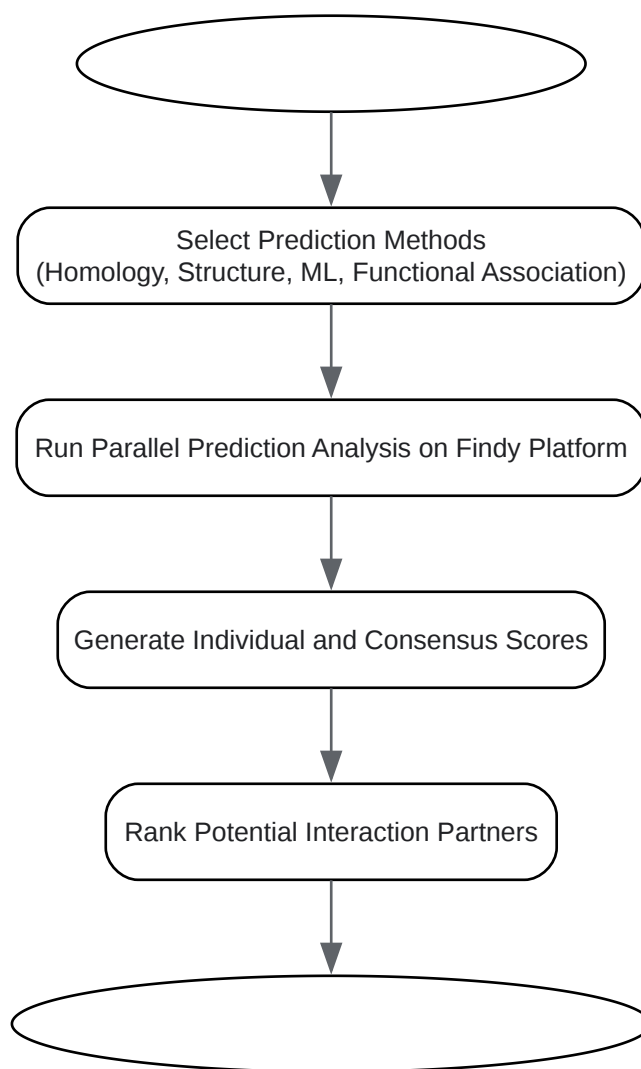 Select Prediction Methods
(Homology, Structure, ML, Functional Association)
Run Parallel Prediction Analysis on Findy Platform
Generate Individual and Consensus Scores
Rank Potential Interaction Partners